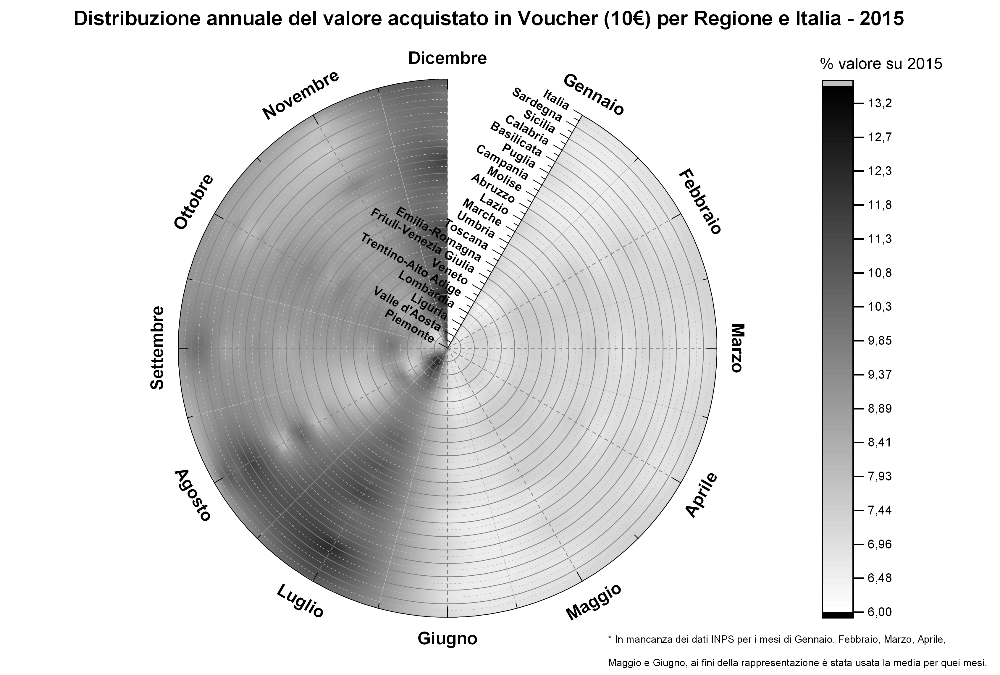 Distribuzione annuale del valore acquistato in Voucher (10€) per Regione e Italia - 2015
Dicembre
Gennaio
Febbraio
Marzo
Aprile
Maggio
Giugno
Luglio
Agosto
Settembre
Ottobre
Novembre
Italia
Sardegna
Sicilia
Calabria
Basilicata
Puglia
Campania
Molise
Abruzzo
Lazio
Marche
Umbria
Toscana
Emilia-Romagna
Friuli-Venezia Giulia
Veneto
Trentino-Alto Adige
Lombardia
Liguria
Valle d'Aosta
Piemonte
% valore su 2015
13,2
12,7
12,3
11,8
11,3
10,8
10,3
9,85
9,37
8,89
8,41
7,93
7,44
6,96
6,48
6,00
* In mancanza dei dati INPS per i mesi di Gennaio, Febbraio, Marzo, Aprile,
Maggio e Giugno, ai fini della rappresentazione è stata usata la media per quei mesi.